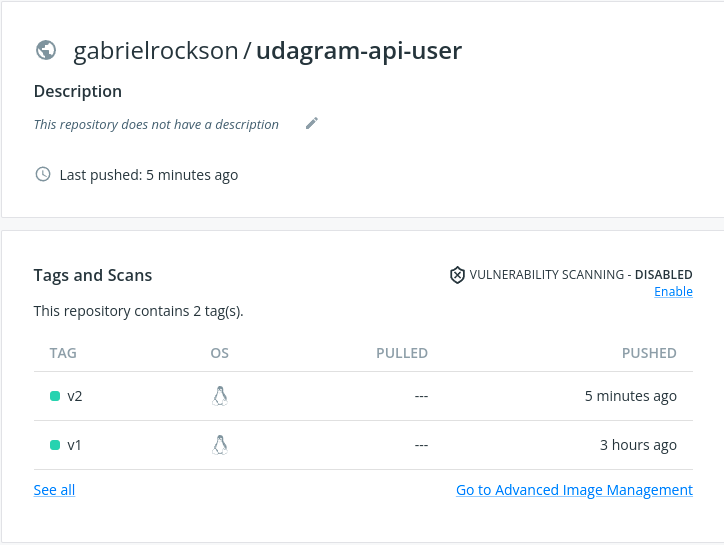 gabrielrockson / udagram-api-user
Description
This repository does not have a description
Last pushed: 5 minutes ago
Tags and Scans
VULNERABILITY SCANNING - DISABLED
Enable
This repository contains 2 tag(s).
TAG OS PULLED PUSHED
v2 --- 5 minutes ago
v1 --- 3 hours ago
See all Go to Advanced Image Management